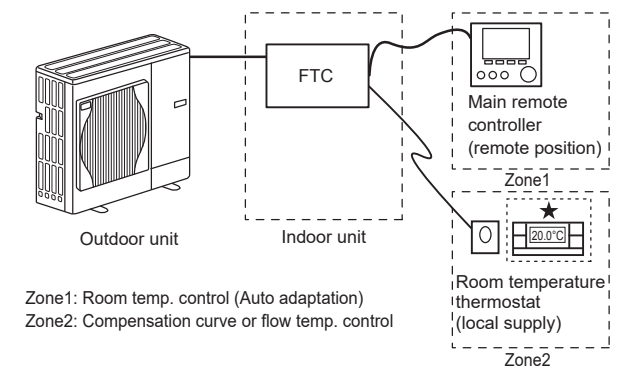 FTC
Main remote
controller
(remote position)
Zone1
Outdoor unit
Indoor unit
★
20.0°C
Room temperature
thermostat
(local supply)
Zone2
Zone1: Room temp. control (Auto adaptation)
Zone2: Compensation curve or flow temp. control